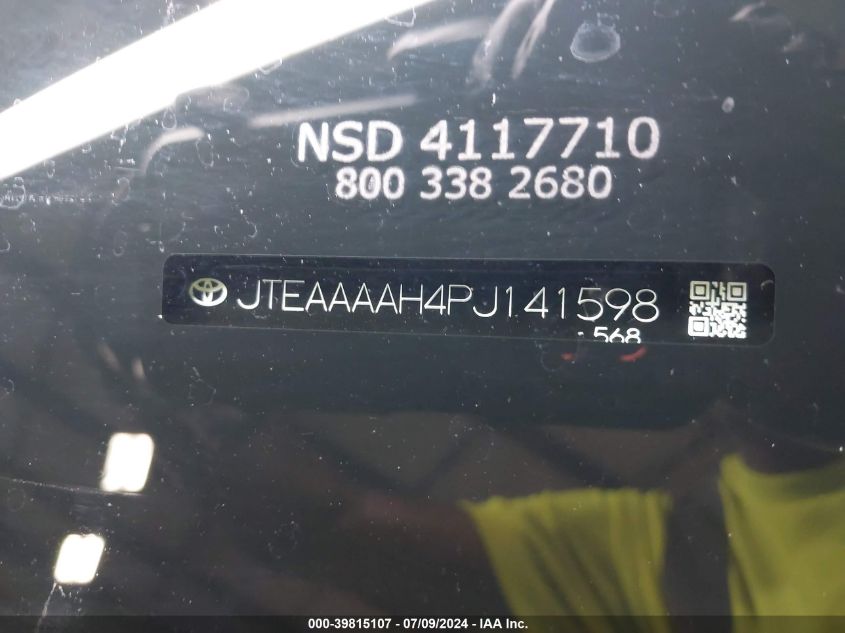 NSD 4117710
800 338 2680
JTEAAAAH4PJ141598
568
000-39815107 - 07/09/2024 - IAA Inc.